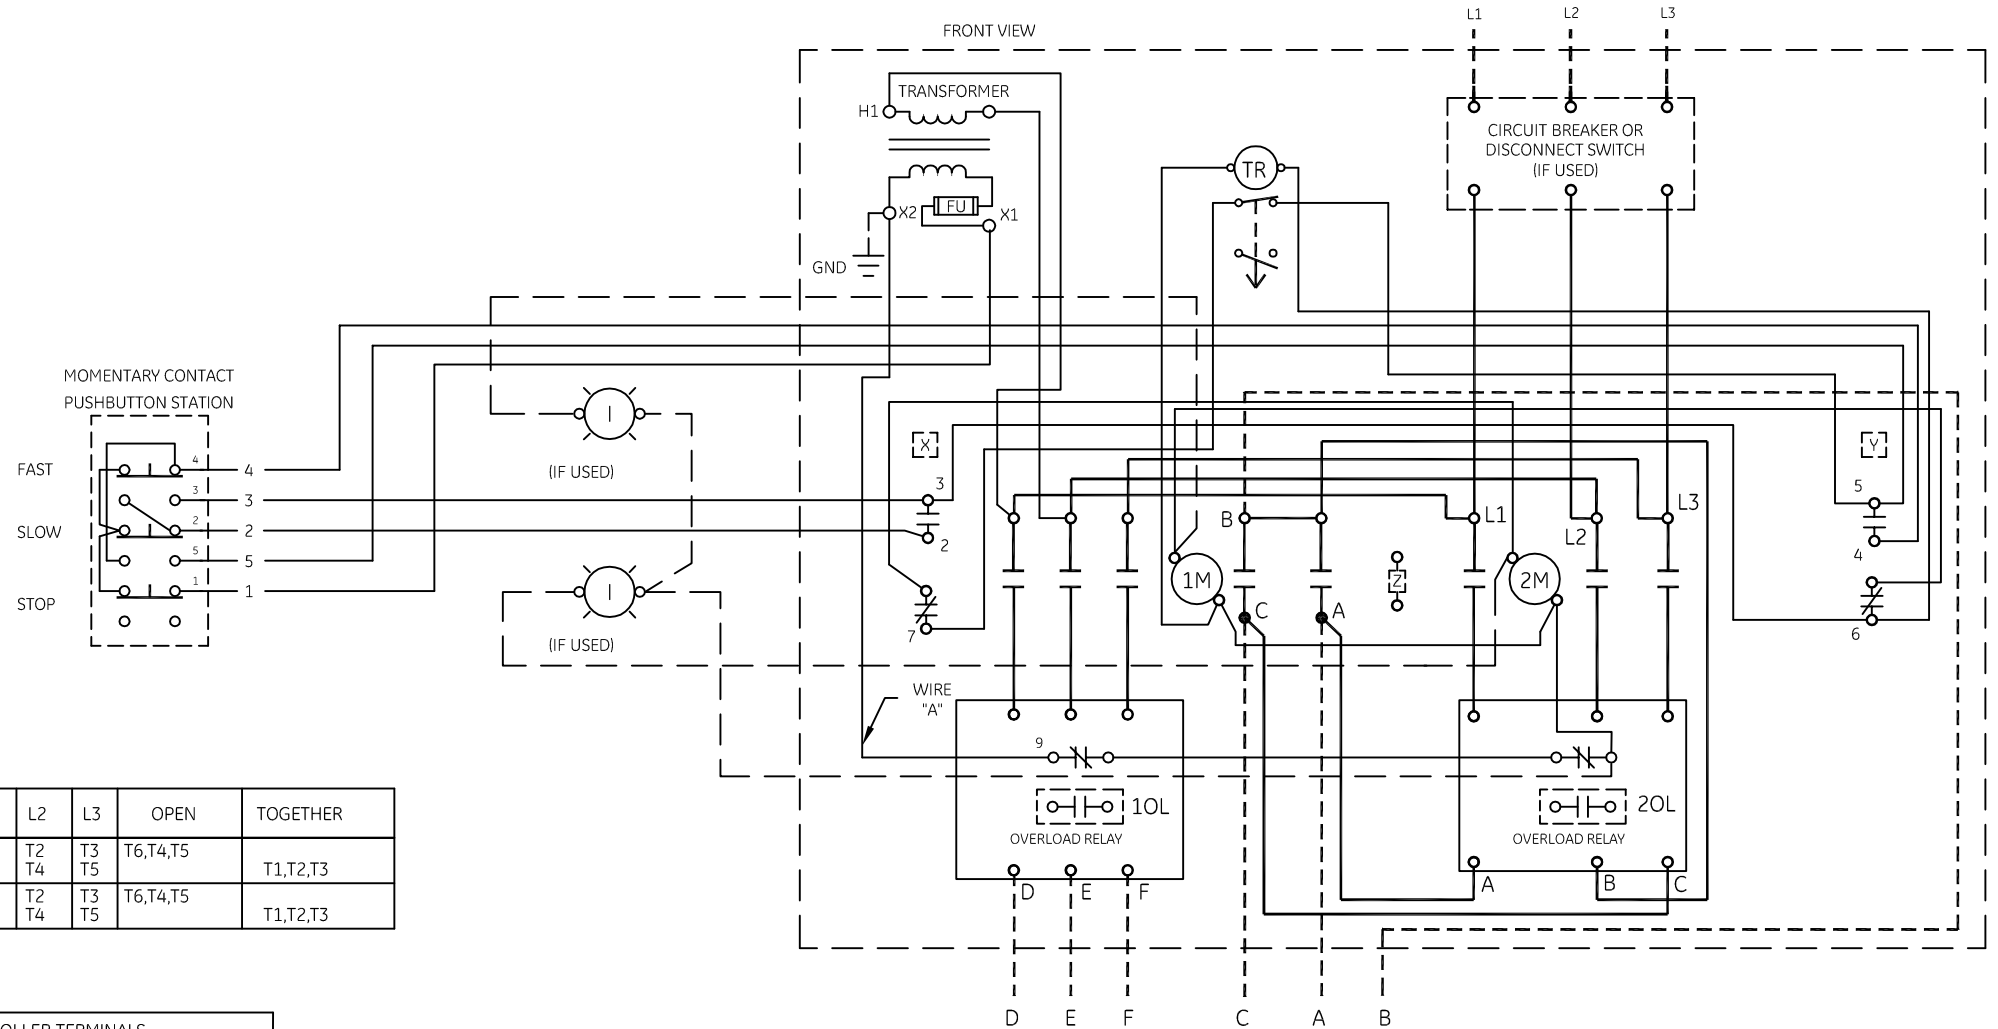 L1 L2 L3
FRONT VIEW
TRANSFORMER
H1
CIRCUIT BREAKER OR
DISCONNECT SWITCH
(IF USED)
TR
FU
X2
X1
GND
MOMENTARY CONTACT
PUSHBUTTON STATION
FAST
4
4
3
3
SLOW
2
2
5
5
STOP
1
1
I
(IF USED)
I
(IF USED)
X
3
2
7
Y
5
4
6
B
L1
L2
L3
1M
C
A
Z
2M
WIRE
"A"
9
1OL
OVERLOAD RELAY
2OL
OVERLOAD RELAY
D E F
A B C
D E F C A B
L2 L3 OPEN TOGETHER
T2 T3 T6,T4,T5
T4 T5 T1,T2,T3
T2 T3 T6,T4,T5
T4 T5 T1,T2,T3
OLLER TERMINALS